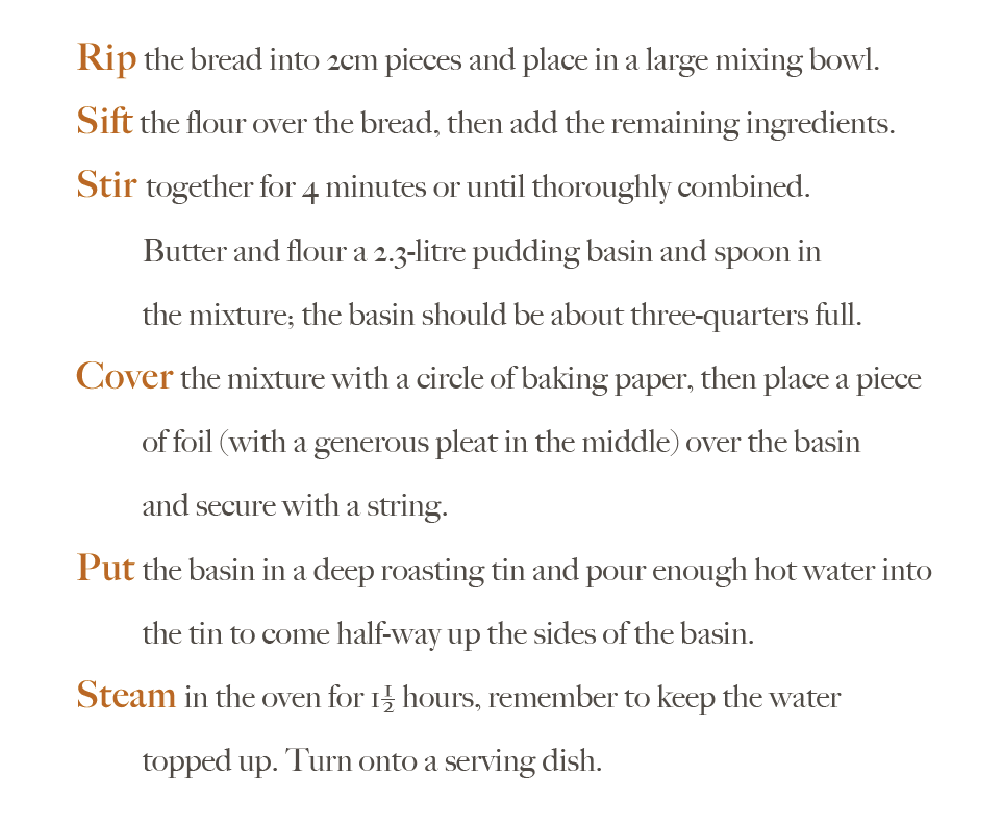 Rip the bread into 2cm pieces and place in a large mixing bowl.
Sift the flour over the bread, then add the remaining ingredients.
Stir together for 4 minutes or until thoroughly combined.
Butter and flour a 2.3-litre pudding basin and spoon in
the mixture; the basin should be about three-quarters full.
Cover the mixture with a circle of baking paper, then place a piece
of foil (with a generous pleat in the middle) over the basin
and secure with a string.
Put the basin in a deep roasting tin and pour enough hot water into
the tin to come half-way up the sides of the basin.
Steam in the oven for 1½ hours, remember to keep the water
topped up. Turn onto a serving dish.